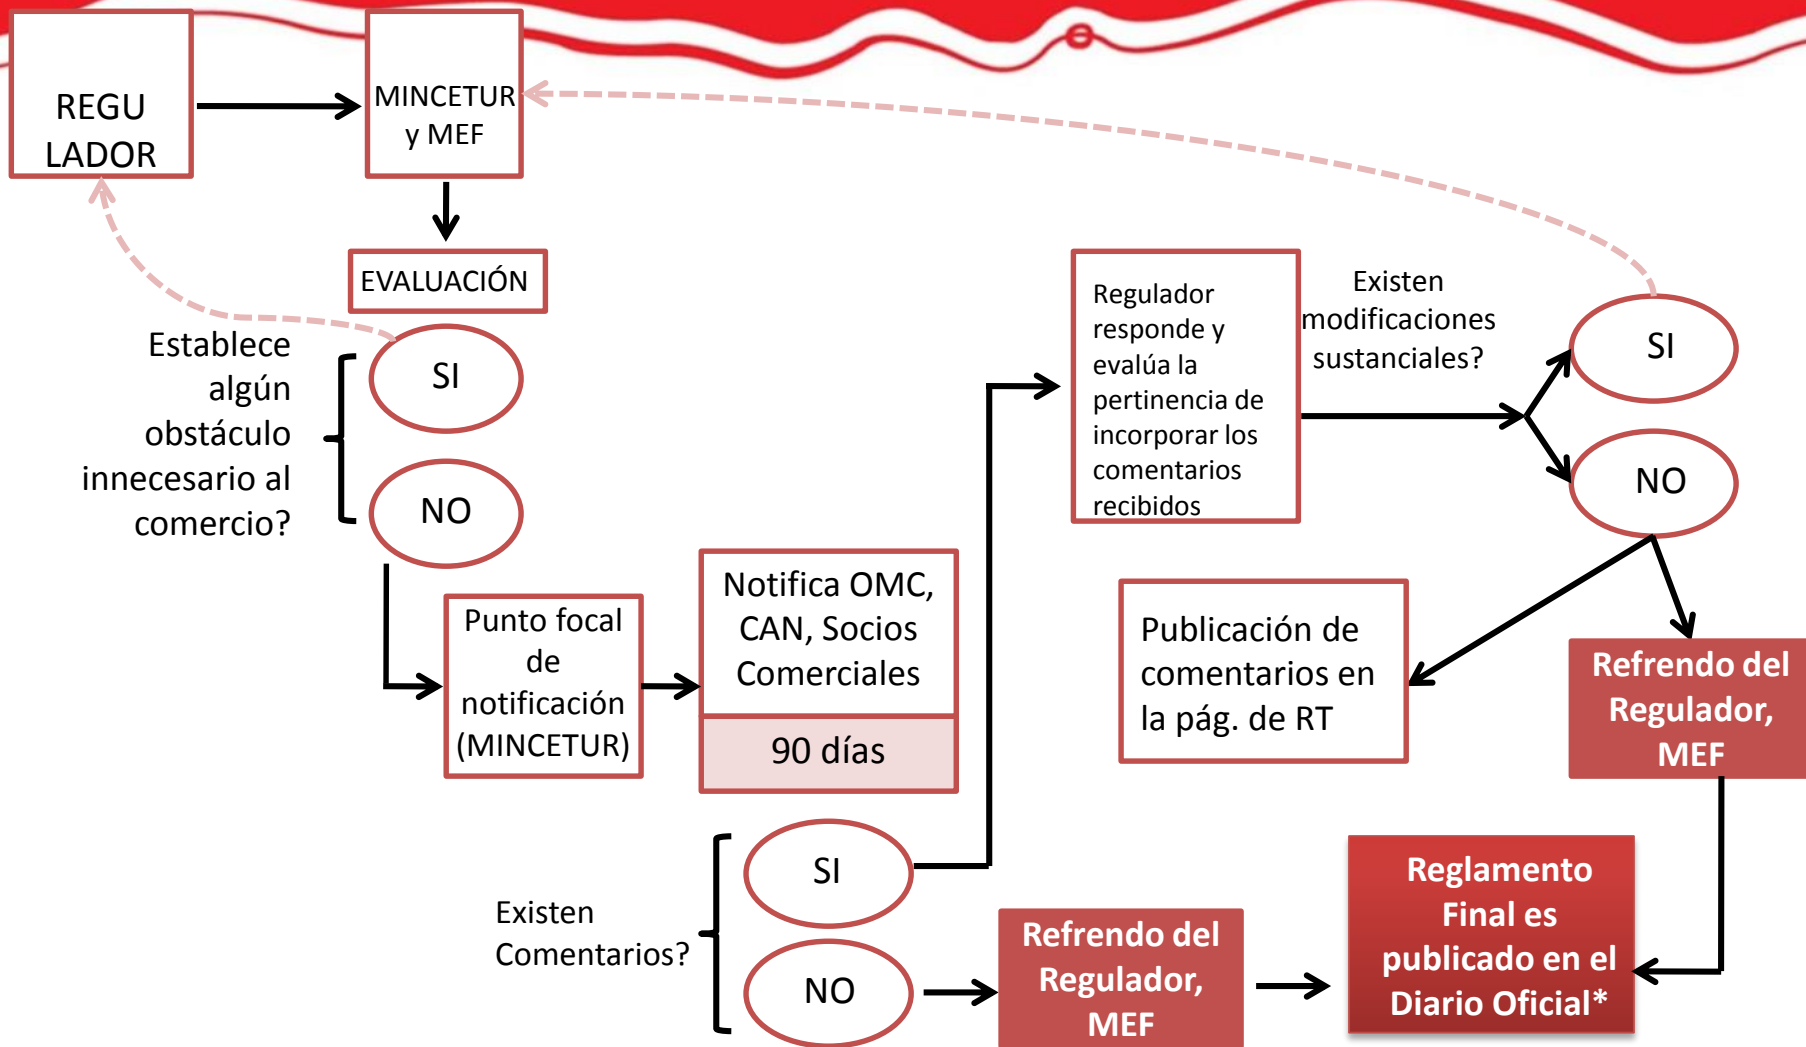 REGU
LADOR
MINCETUR
y MEF
EVALUACIÓN
Establece
algún
obstáculo
innecesario al
comercio?
SI
NO
Punto focal
de
notificación
(MINCETUR)
Notifica OMC,
CAN, Socios
Comerciales
90 días
Existen
Comentarios?
SI
NO
Refrendo del
Regulador,
MEF
Regulador
responde y
evalúa la
pertinencia de
incorporar los
comentarios
recibidos
Existen
modificaciones
sustanciales?
SI
NO
Publicación de
comentarios en
la pág. de RT
Refrendo del
Regulador,
MEF
Reglamento
Final es
publicado en el
Diario Oficial*